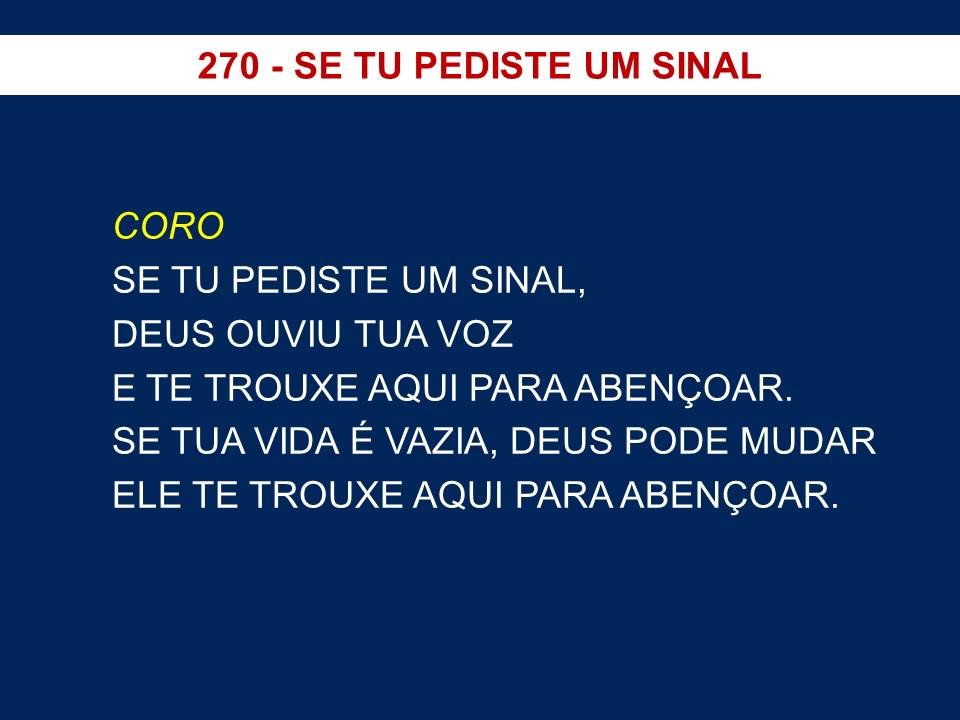 270 - SE TU PEDISTE UM SINAL
CORO
SE TU PEDISTE UM SINAL,
DEUS OUVIU TUA VOZ
E TE TROUXE AQUI PARA ABENÇOAR.
SE TUA VIDA É VAZIA, DEUS PODE MUDAR
ELE TE TROUXE AQUI PARA ABENÇOAR.